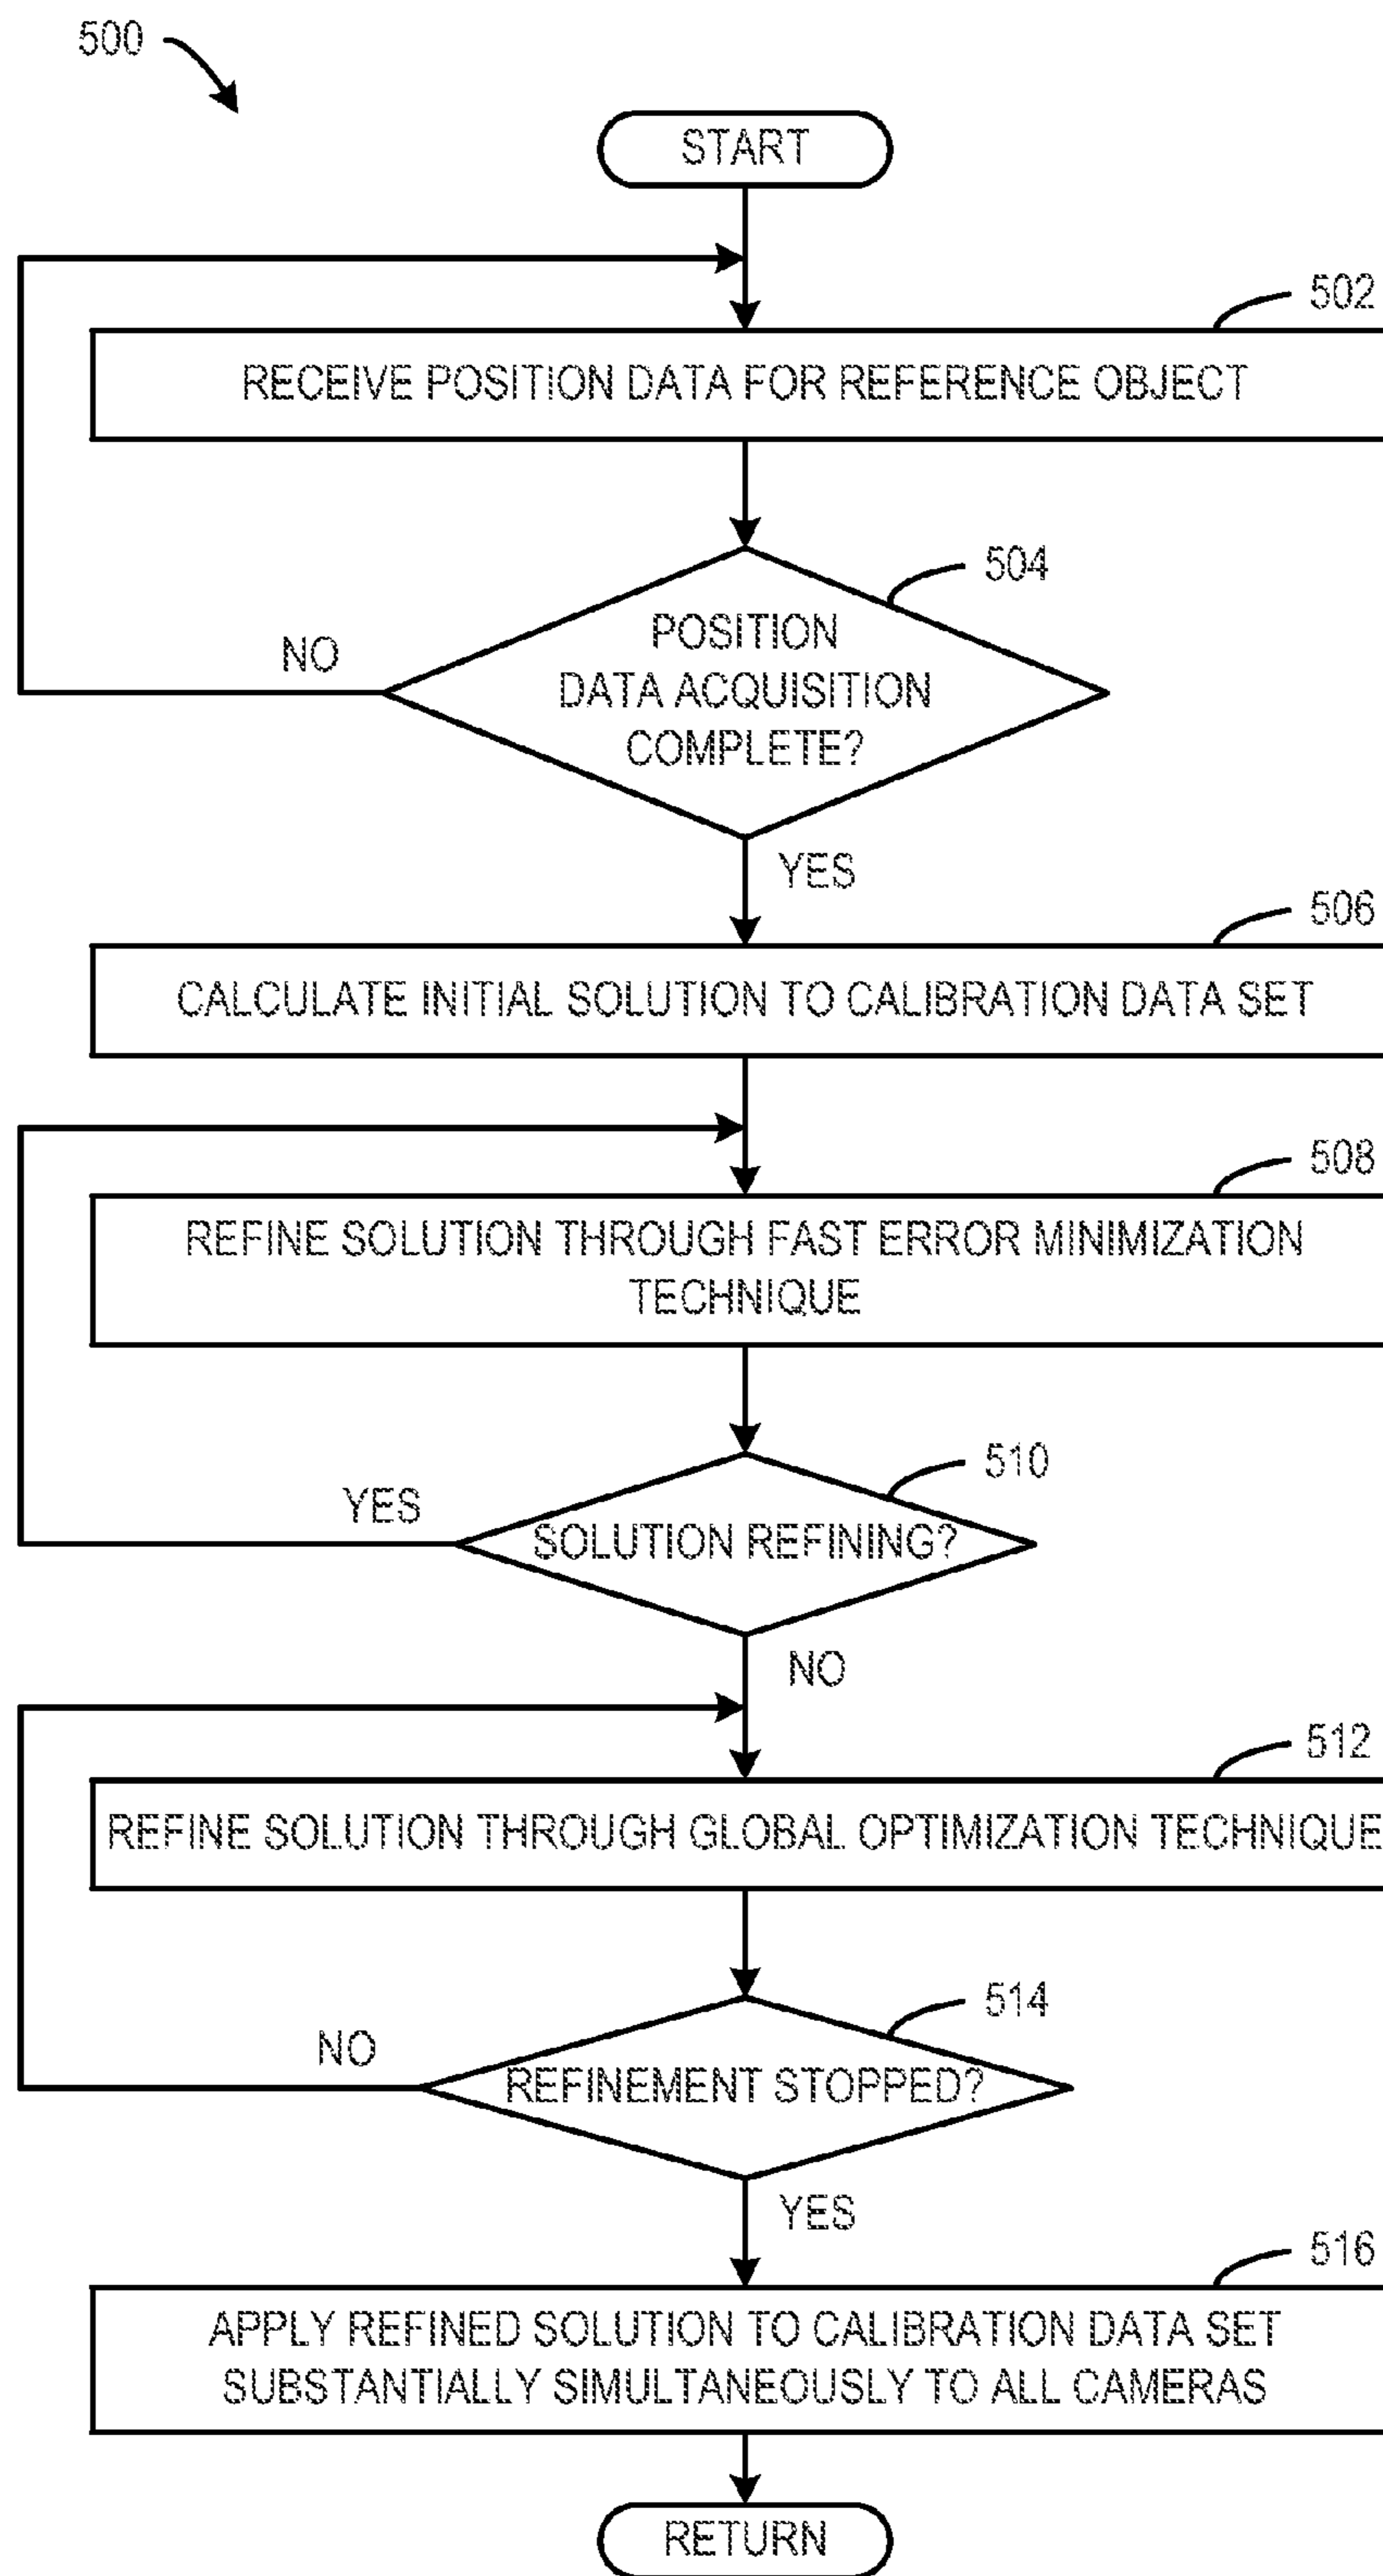 500
START
502
RECEIVE POSITION DATA FOR REFERENCE OBJECT
504
POSITION
DATA ACQUISITION
COMPLETE?
NO
YES
506
CALCULATE INITIAL SOLUTION TO CALIBRATION DATA SET
508
REFINE SOLUTION THROUGH FAST ERROR MINIMIZATION
TECHNIQUE
510
YES
SOLUTION REFINING?
NO
512
REFINE SOLUTION THROUGH GLOBAL OPTIMIZATION TECHNIQUE
514
NO
REFINEMENT STOPPED?
YES
516
APPLY REFINED SOLUTION TO CALIBRATION DATA SET
SUBSTANTIALLY SIMULTANEOUSLY TO ALL CAMERAS
RETURN